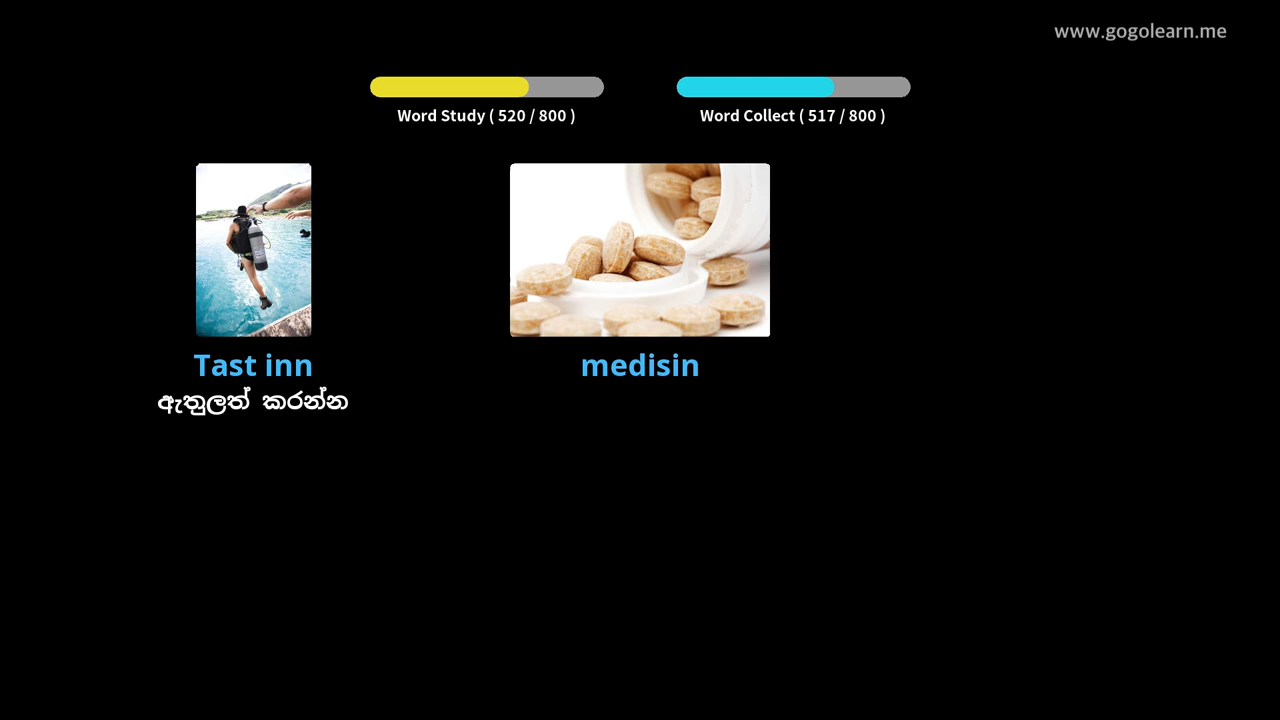 www.gogolearn.me
Word Study ( 520 / 800 )
Word Collect ( 517 / 800 )
Tast inn
ඇතුලත් කරන්න
medisin